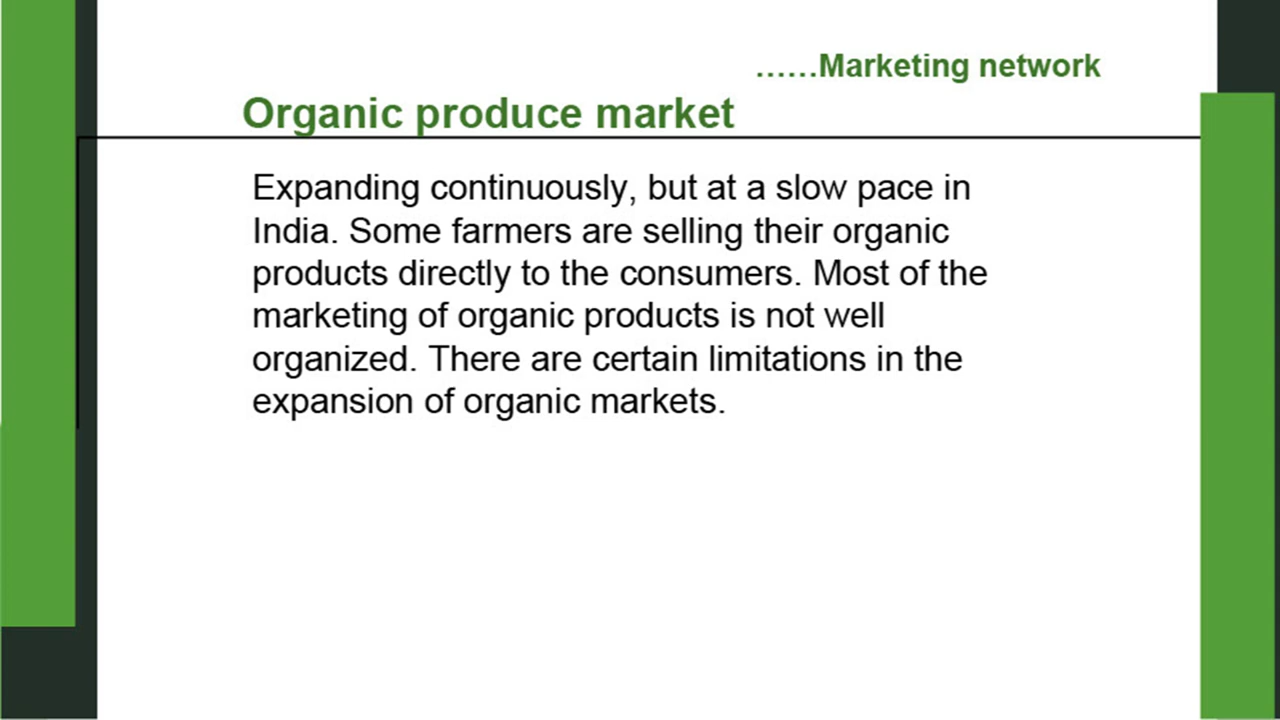 ……Marketing network
Organic produce market
Expanding continuously, but at a slow pace in
India. Some farmers are selling their organic
products directly to the consumers. Most of the
marketing of organic products is not well
organized. There are certain limitations in the
expansion of organic markets.